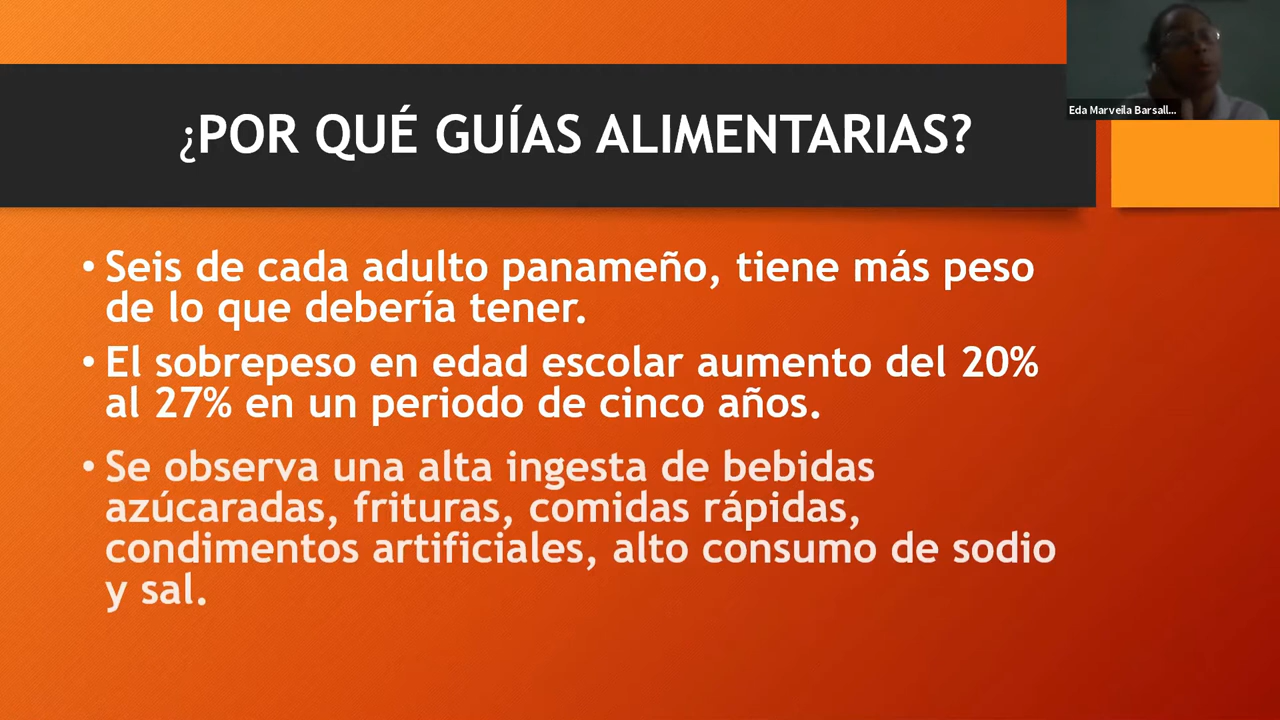 ¿POR QUÉ GUÍAS ALIMENTARIAS?
Eda Marveila Barsall...
• Seis de cada adulto panameño, tiene más peso
de lo que debería tener.
• El sobrepeso en edad escolar aumento del 20%
al 27% en un periodo de cinco años.
• Se observa una alta ingesta de bebidas
azúcaradas, frituras, comidas rápidas,
condimentos artificiales, alto consumo de sodio
y sal.